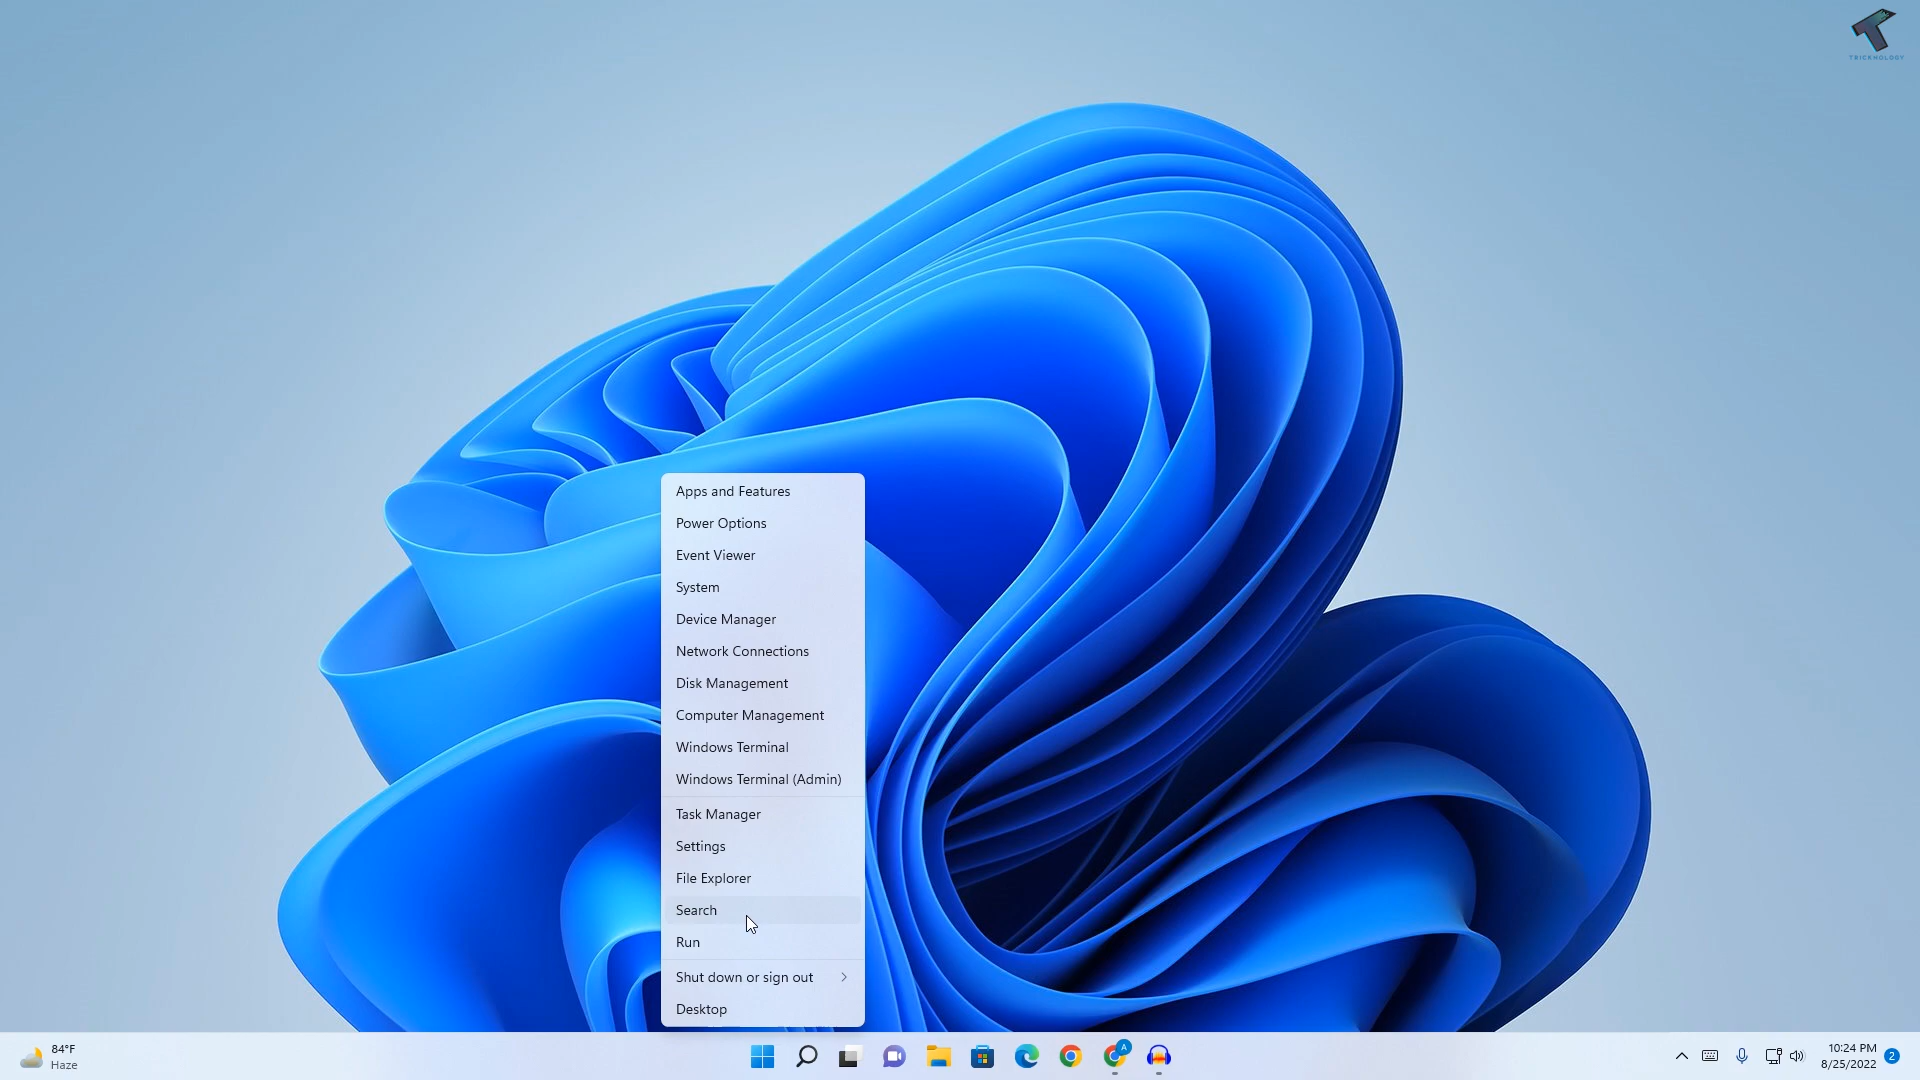 TRICKNOLOGY
Apps and Features
Power Options
Event Viewer
System
Device Manager
Network Connections
Disk Management
Computer Management
Windows Terminal
Windows Terminal (Admin)
Task Manager
Settings
File Explorer
Search
Run
Shut down or sign out
Desktop
84°F
Haze
A
10:24 PM
8/25/2022
2